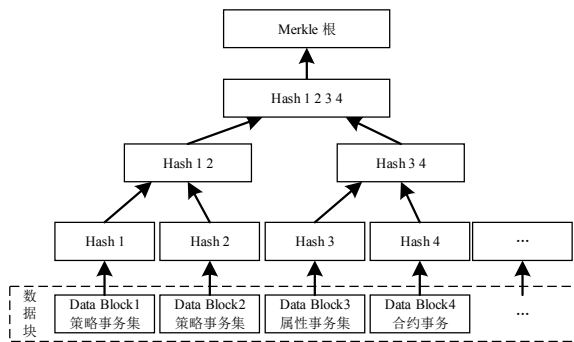 Merkle 根
Hash 1 2 3 4
Hash 1 2
Hash 3 4
Hash 1
Hash 2
Hash 3
Hash 4
...
数据块
Data Block1
策略事务集
Data Block2
策略事务集
Data Block3
属性事务集
Data Block4
合约事务
...